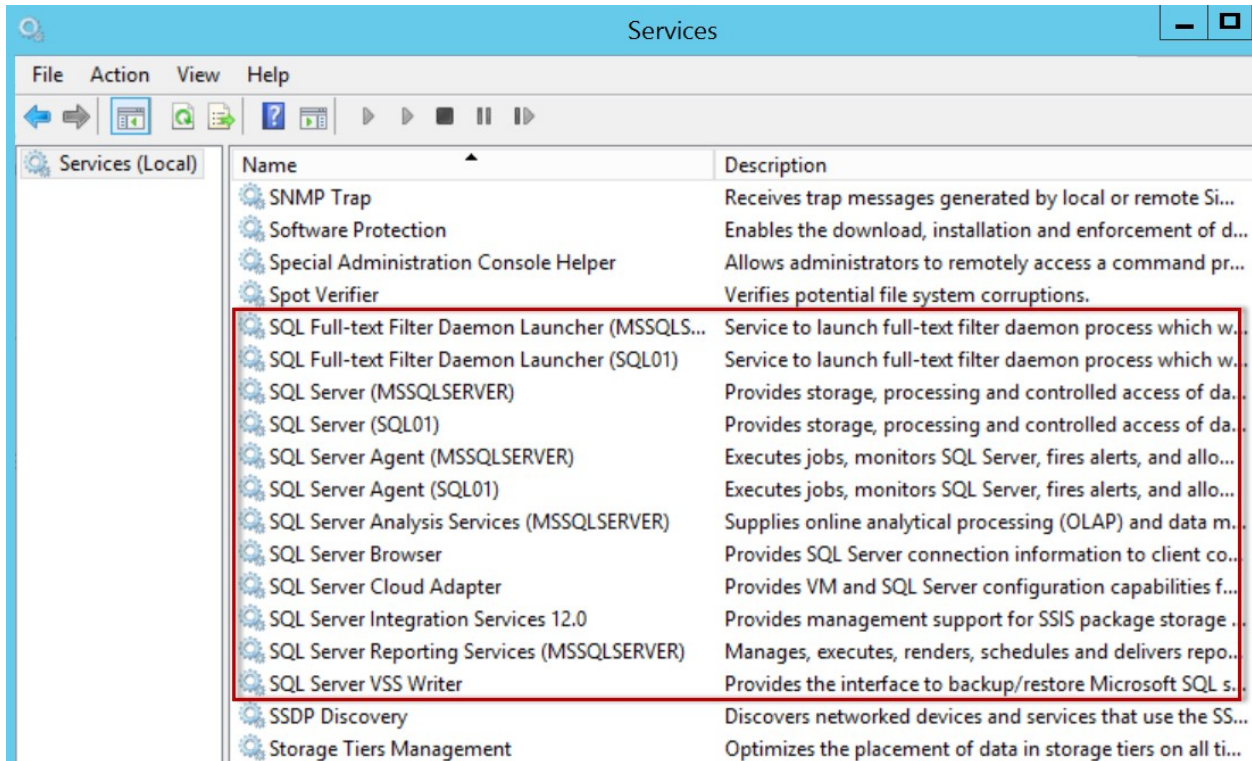 Services
File Action View Help
Services (Local)
Name Description
SNMP Trap Receives trap messages generated by local or remote Si...
Software Protection Enables the download, installation and enforcement of d...
Special Administration Console Helper Allows administrators to remotely access a command pr...
Spot Verifier Verifies potential file system corruptions.
SQL Full-text Filter Daemon Launcher (MSSQLS... Service to launch full-text filter daemon process which w...
SQL Full-text Filter Daemon Launcher (SQL01) Service to launch full-text filter daemon process which w...
SQL Server (MSSQLSERVER) Provides storage, processing and controlled access of da...
SQL Server (SQL01) Provides storage, processing and controlled access of da...
SQL Server Agent (MSSQLSERVER) Executes jobs, monitors SQL Server, fires alerts, and allo...
SQL Server Agent (SQL01) Executes jobs, monitors SQL Server, fires alerts, and allo...
SQL Server Analysis Services (MSSQLSERVER) Supplies online analytical processing (OLAP) and data m...
SQL Server Browser Provides SQL Server connection information to client co...
SQL Server Cloud Adapter Provides VM and SQL Server configuration capabilities f...
SQL Server Integration Services 12.0 Provides management support for SSIS package storage ...
SQL Server Reporting Services (MSSQLSERVER) Manages, executes, renders, schedules and delivers repo...
SQL Server VSS Writer Provides the interface to backup/restore Microsoft SQL s...
SSDP Discovery Discovers networked devices and services that use the SS...
Storage Tiers Management Optimizes the placement of data in storage tiers on all ti...